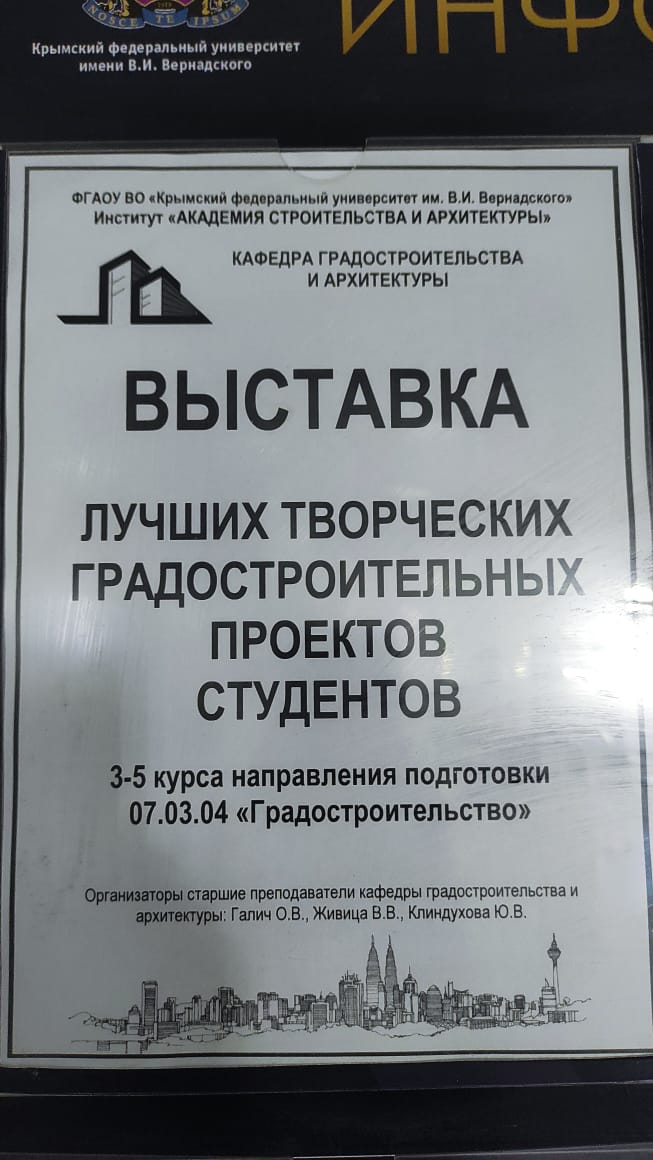 NOSCE TE IPSUM
ИНФО
Крымский федеральный университет
имени В.И. Вернадского
ФГАОУ ВО «Крымский федеральный университет им. В.И. Вернадского»
Институт «АКАДЕМИЯ СТРОИТЕЛЬСТВА И АРХИТЕКТУРЫ»
КАФЕДРА ГРАДОСТРОИТЕЛЬСТВА
И АРХИТЕКТУРЫ
ВЫСТАВКА
ЛУЧШИХ ТВОРЧЕСКИХ
ГРАДОСТРОИТЕЛЬНЫХ
ПРОЕКТОВ
СТУДЕНТОВ
3-5 курса направления подготовки
07.03.04 «Градостроительство»
Организаторы старшие преподаватели кафедры градостроительства и
архитектуры: Галич О.В., Живица В.В., Клиндухова Ю.В.